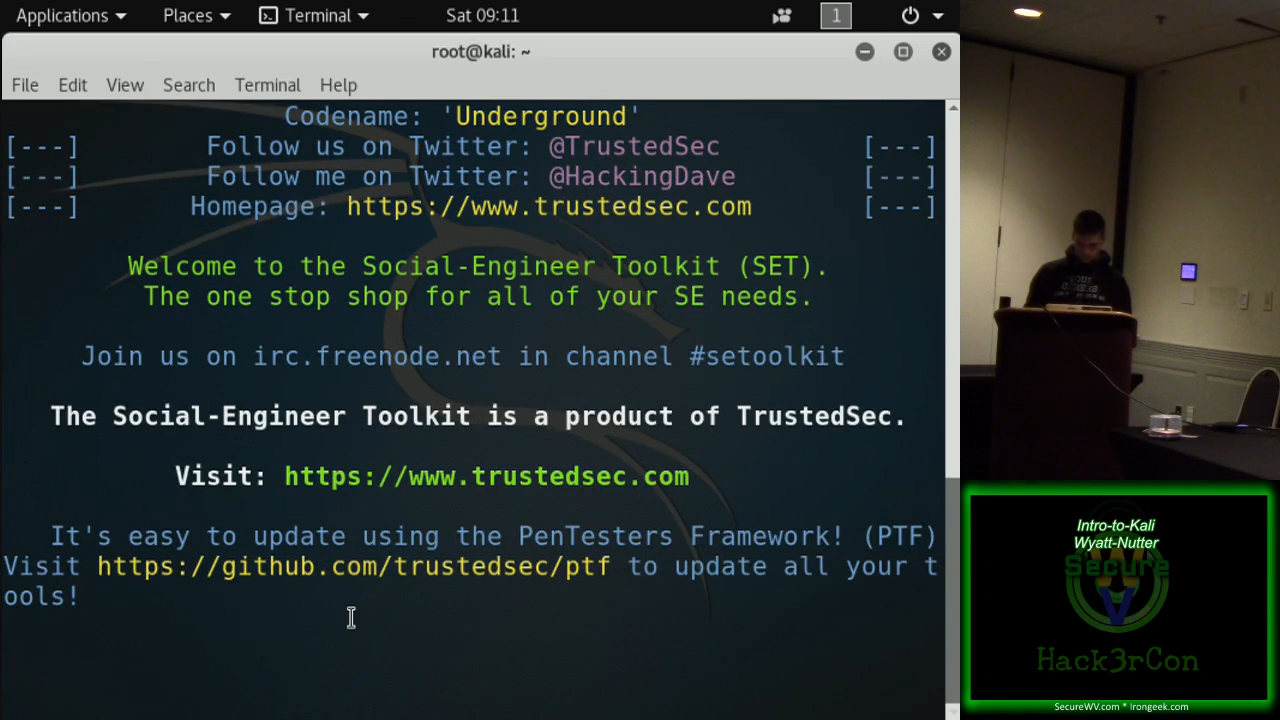 Applications Places Terminal Sat 09:11 1
root@kali: ~
File Edit View Search Terminal Help
Codename: 'Underground'
[---] Follow us on Twitter: @TrustedSec [---]
[---] Follow me on Twitter: @HackingDave [---]
[---] Homepage: https://www.trustedsec.com [---]
Welcome to the Social-Engineer Toolkit (SET).
The one stop shop for all of your SE needs.
Join us on irc.freenode.net in channel #setoolkit
The Social-Engineer Toolkit is a product of TrustedSec.
Visit: https://www.trustedsec.com
It's easy to update using the PenTesters Framework! (PTF)
Visit https://github.com/trustedsec/ptf to update all your t
ools!
Intro-to-Kali
Wyatt-Nutter
Secure
WV
Hack3rCon
SecureWV.com * Irongeek.com